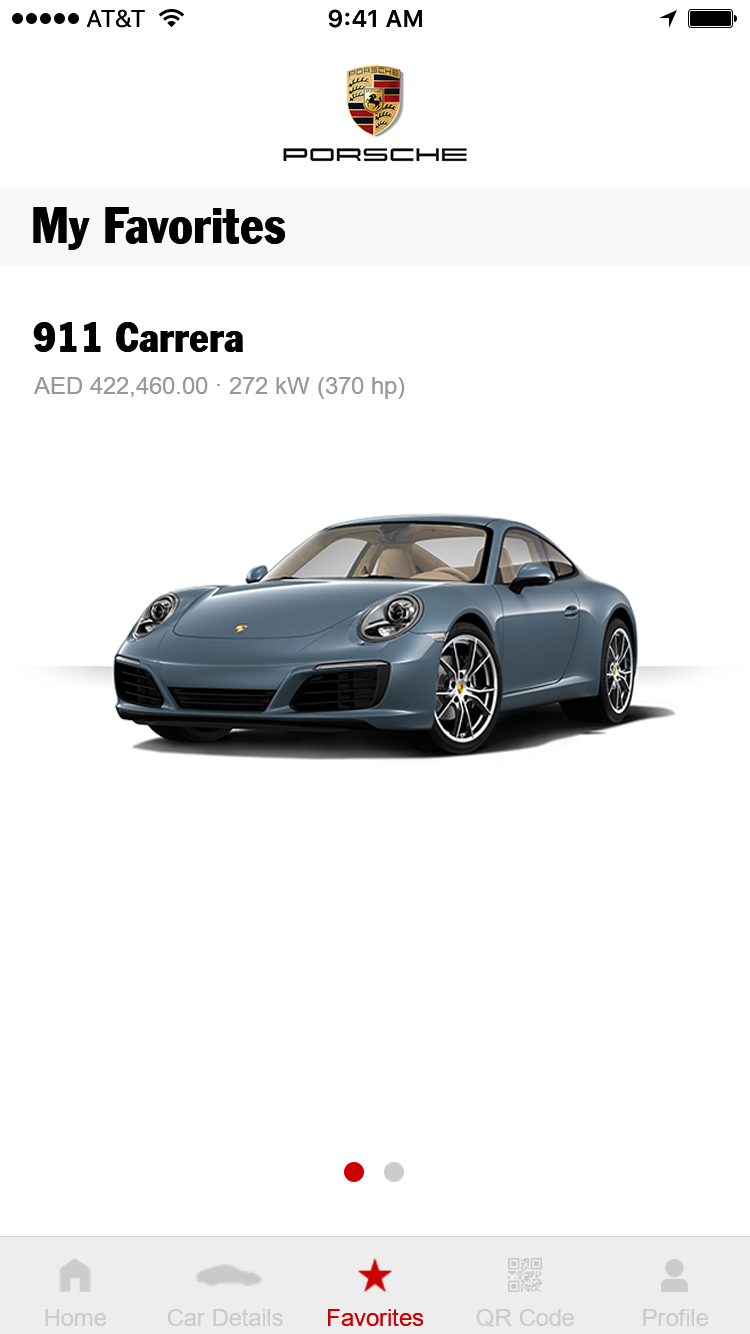 AT&T 9:41 AM
PORSCHE
PORSCHE
My Favorites
911 Carrera
AED 422,460.00 · 272 kW (370 hp)
Home Car Details Favorites QR Code Profile